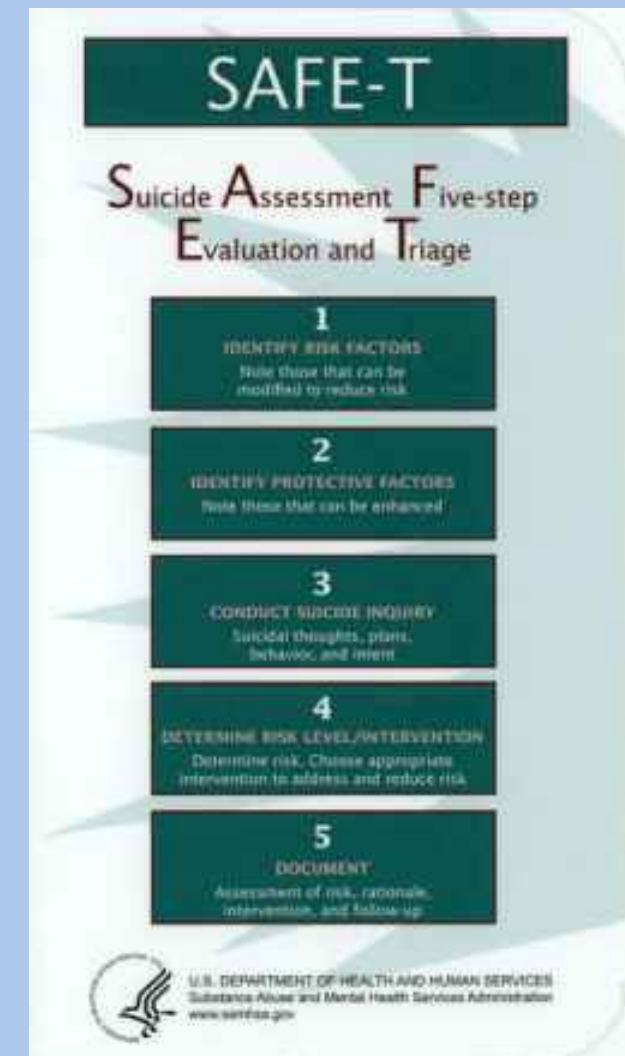 SAFE-T
Suicide Assessment Five-step
Evaluation and Triage
1
IDENTIFY RISK FACTORS
Note those that can be
modified to reduce risk
2
IDENTIFY PROTECTIVE FACTORS
Note those that can be enhanced
3
CONDUCT SUICIDE INQUIRY
Suicidal thoughts, plans,
behavior, and intent
4
DETERMINE RISK LEVEL/INTERVENTION
Determine risk. Choose appropriate
intervention to address and reduce risk
5
DOCUMENT
Assessment of risk, rationale,
intervention, and follow-up
U.S. DEPARTMENT OF HEALTH AND HUMAN SERVICES
Substance Abuse and Mental Health Services Administration
www.samhsa.gov